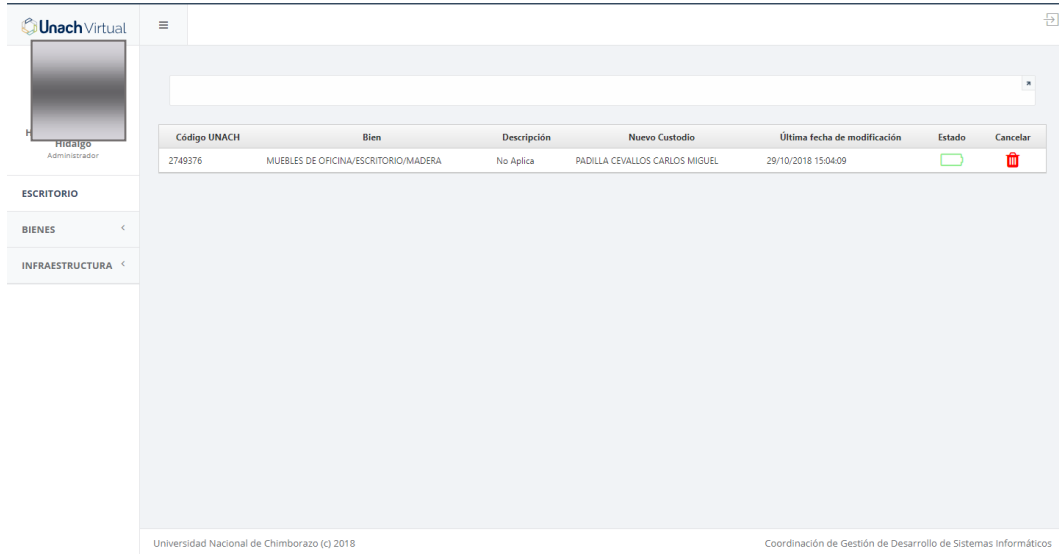 Unach Virtual
Hidalgo
Administrador
ESCRITORIO
BIENES
INFRAESTRUCTURA
Código UNACH Bien Descripción Nuevo Custodio Última fecha de modificación Estado Cancelar
2749376 MUEBLES DE OFICINA/ESCRITORIO/MADERA No Aplica PADILLA CEVALLOS CARLOS MIGUEL 29/10/2018 15:04:09
Universidad Nacional de Chimborazo (c) 2018 Coordinación de Gestión de Desarrollo de Sistemas Informáticos